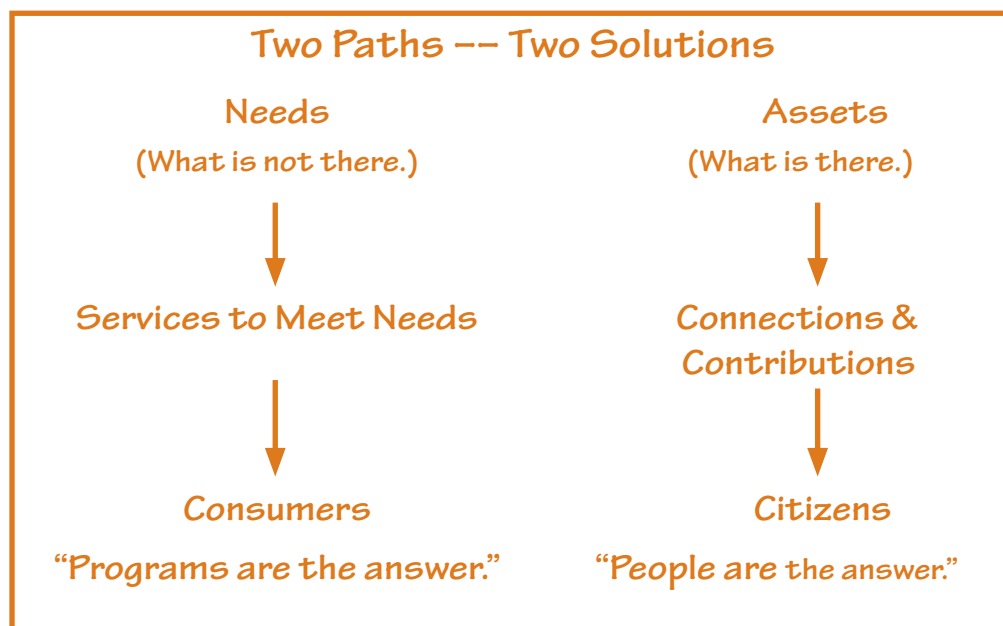 Two Paths -- Two Solutions
Needs
(What is not there.)
Services to Meet Needs
Consumers
“Programs are the answer.”
Assets
(What is there.)
Connections &
Contributions
Citizens
“People are the answer.”